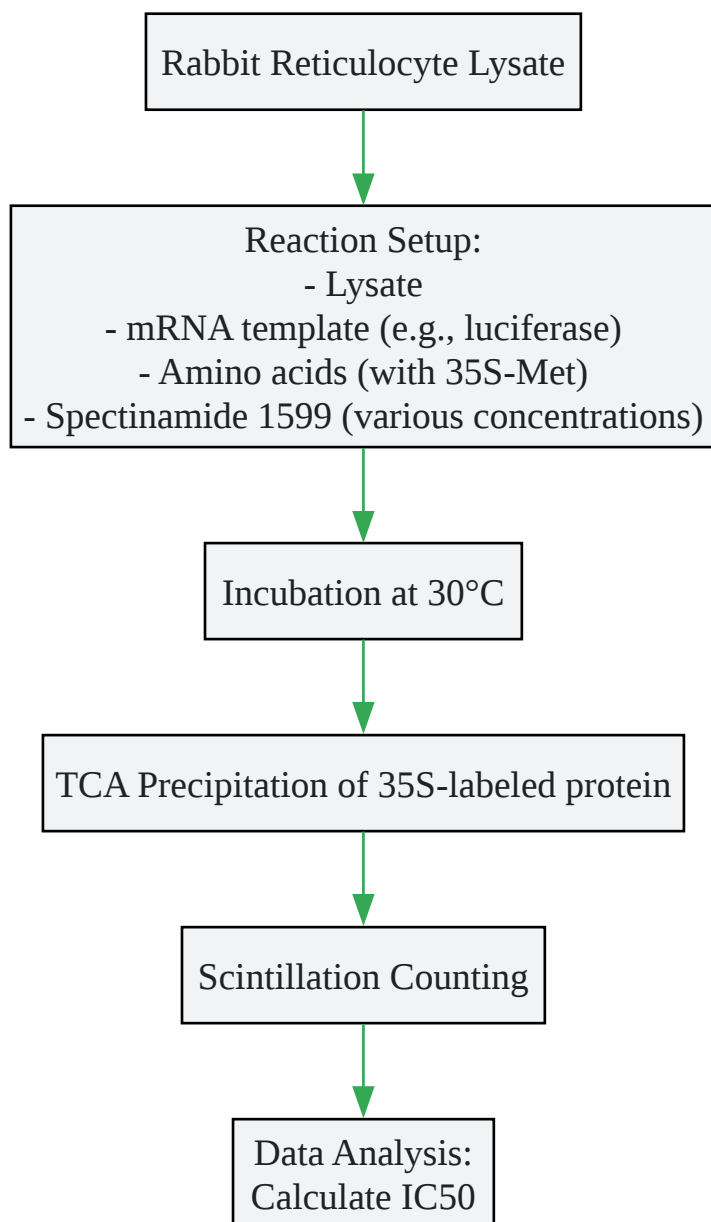 Rabbit Reticulocyte Lysate
Reaction Setup:
- Lysate
- mRNA template (e.g., luciferase)
- Amino acids (with 35S-Met)
- Spectinamide 1599 (various concentrations)
Incubation at 30°C
TCA Precipitation of 35S-labeled protein
Scintillation Counting
Data Analysis:
Calculate IC50